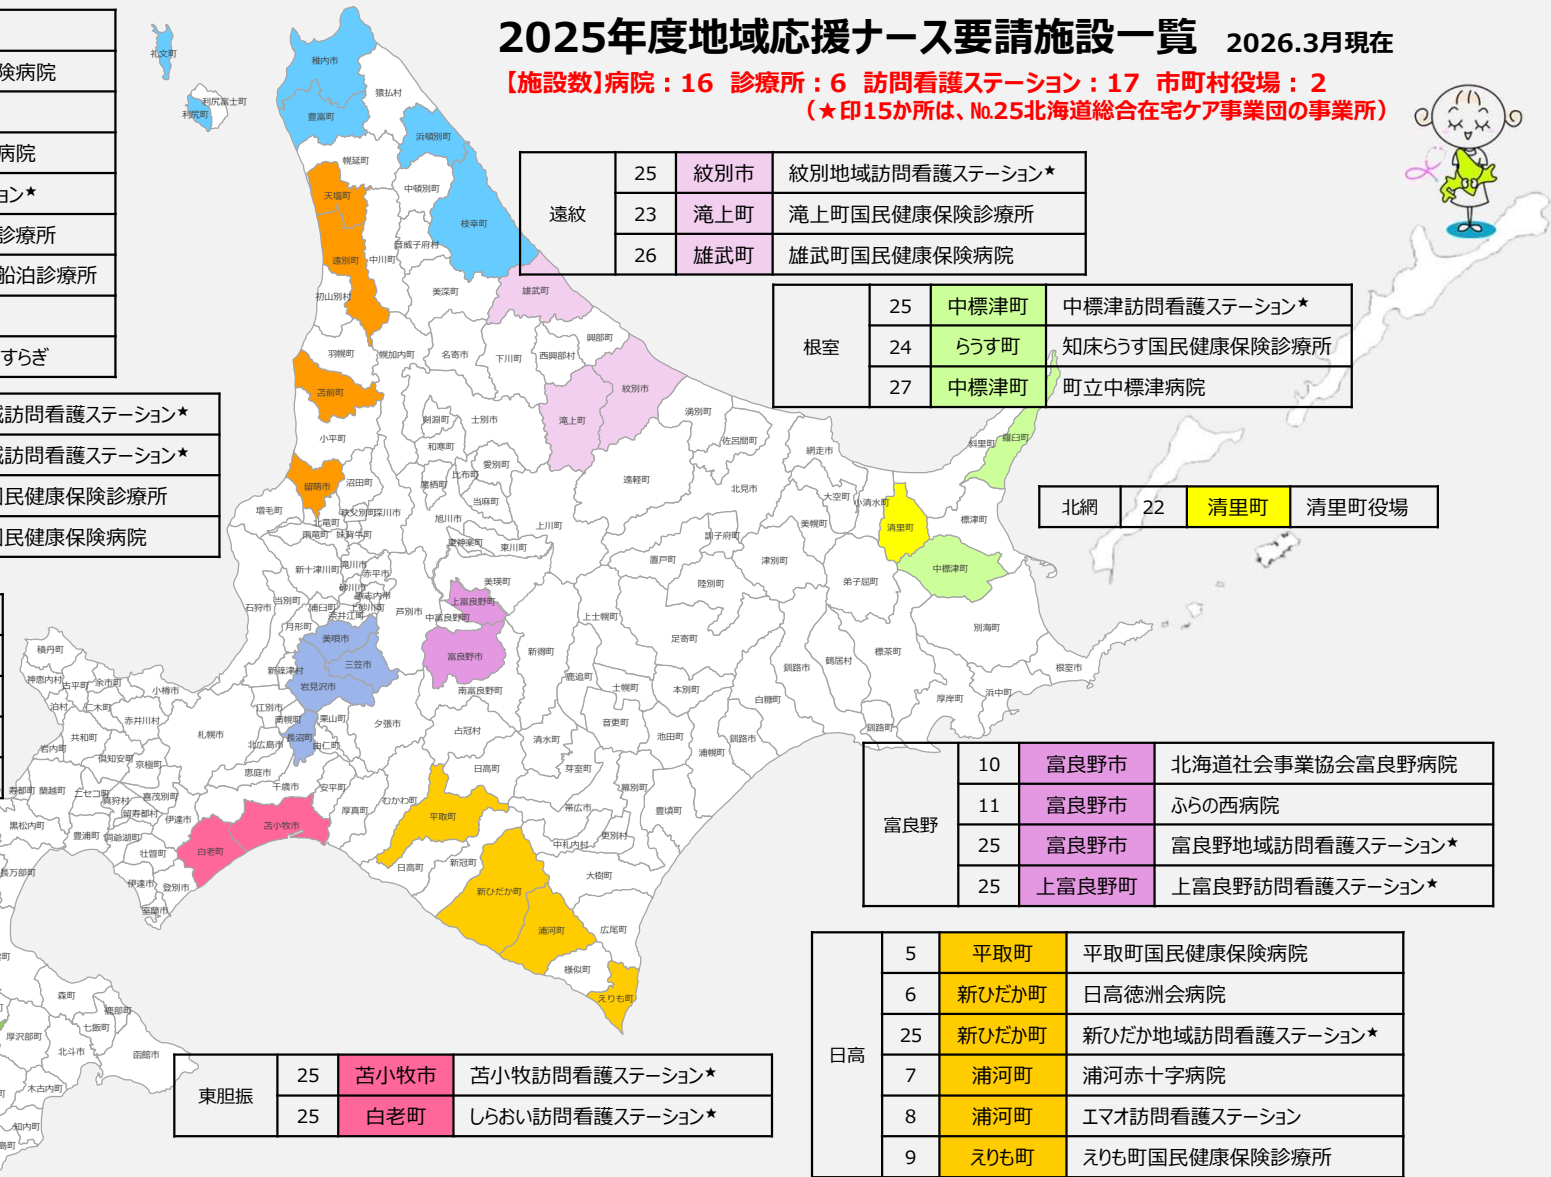 2025年度地域応援ナース要請施設一覧 2026.3月現在
【施設数】病院：16 診療所：6 訪問看護ステーション：17 市町村役場：2
（★印15か所は、№25北海道総合在宅ケア事業団の事業所）
険病院
病院
ョン★
診療所
船泊診療所
すらぎ
域訪問看護ステーション★
域訪問看護ステーション★
国民健康保険診療所
国民健康保険病院
遠紋
25 紋別市 紋別地域訪問看護ステーション★
23 滝上町 滝上町国民健康保険診療所
26 雄武町 雄武町国民健康保険病院
根室
25 中標津町 中標津訪問看護ステーション★
24 らうす町 知床らうす国民健康保険診療所
27 中標津町 町立中標津病院
北網 22 清里町 清里町役場
富良野
10 富良野市 北海道社会事業協会富良野病院
11 富良野市 ふらの西病院
25 富良野市 富良野地域訪問看護ステーション★
25 上富良野町 上富良野訪問看護ステーション★
日高
5 平取町 平取町国民健康保険病院
6 新ひだか町 日高徳洲会病院
25 新ひだか町 新ひだか地域訪問看護ステーション★
7 浦河町 浦河赤十字病院
8 浦河町 エマオ訪問看護ステーション
9 えりも町 えりも町国民健康保険診療所
東胆振
25 苫小牧市 苫小牧訪問看護ステーション★
25 白老町 しらおい訪問看護ステーション★
礼文町
利尻富士町
利尻町
稚内市
猿払村
豊富町
浜頓別町
幌延町
中頓別町
天塩町
枝幸町
音威子府村
遠別町
中川町
初山別村
美深町
雄武町
興部町
羽幌町
幌加内町
名寄市
下川町
西興部村
苫前町
紋別市
滝上町
湧別町
剣淵町
士別市
佐呂間町
小平町
和寒町
網走市
斜里町
羅臼町
愛別町
比布町
鷹栖町
遠軽町
北見市
留萌市
沼田町
当麻町
大空町
小清水町
増毛町
秩父別町
深川市
北竜町
旭川市
上川町
美幌町
清里町
標津町
雨竜町
妹背牛町
東神楽町
東川町
訓子府町
置戸町
津別町
中標津町
新十津川町
滝川市
赤平市
美瑛町
陸別町
弟子屈町
砂川市
歌志内市
石狩市
当別町
浦臼町
上砂川町
奈井江町
芦別市
上富良野町
中富良野町
上士幌町
月形町
足寄町
別海町
美唄市
積丹町
三笠市
富良野市
新得町
標茶町
鶴居村
釧路市
根室市
新篠津村
岩見沢市
神恵内村
古平町
余市町
小樽市
鹿追町
士幌町
本別町
白糠町
厚岸町
浜中町
南富良野町
泊村
仁木町
赤井川村
江別市
南幌町
栗山町
夕張市
音更町
釧路町
札幌市
長沼町
由仁町
占冠村
清水町
池田町
浦幌町
釧路市
共和町
岩内町
北広島市
倶知安町
京極町
恵庭市
日高町
芽室町
千歳市
安平町
幕別町
寿都町
蘭越町
ニセコ町
真狩村
喜茂別町
留寿都村
厚真町
むかわ町
帯広市
豊頃町
伊達市
平取町
黒松内町
豊浦町
洞爺湖町
苫小牧市
更別村
中札内村
壮瞥町
白老町
新冠町
日高町
大樹町
長万部町
伊達市
登別市
新ひだか町
室蘭市
浦河町
広尾町
様似町
えりも町
森町
鹿部町
七飯町
厚沢部町
北斗市
函館市
木古内町
知内町
島町